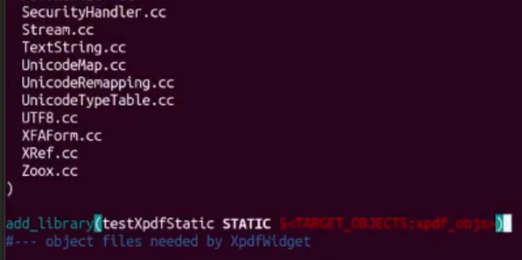 SecurityHandler.cc
Stream.cc
TextString.cc
UnicodeMap.cc
UnicodeRemapping.cc
UnicodeTypeTable.cc
UTF8.cc
XFAForm.cc
XRef.cc
Zoox.cc
)
add_library(testXpdfStatic STATIC $<TARGET_OBJECTS:xpdf_objs>)
#--- object files needed by XpdfWidget